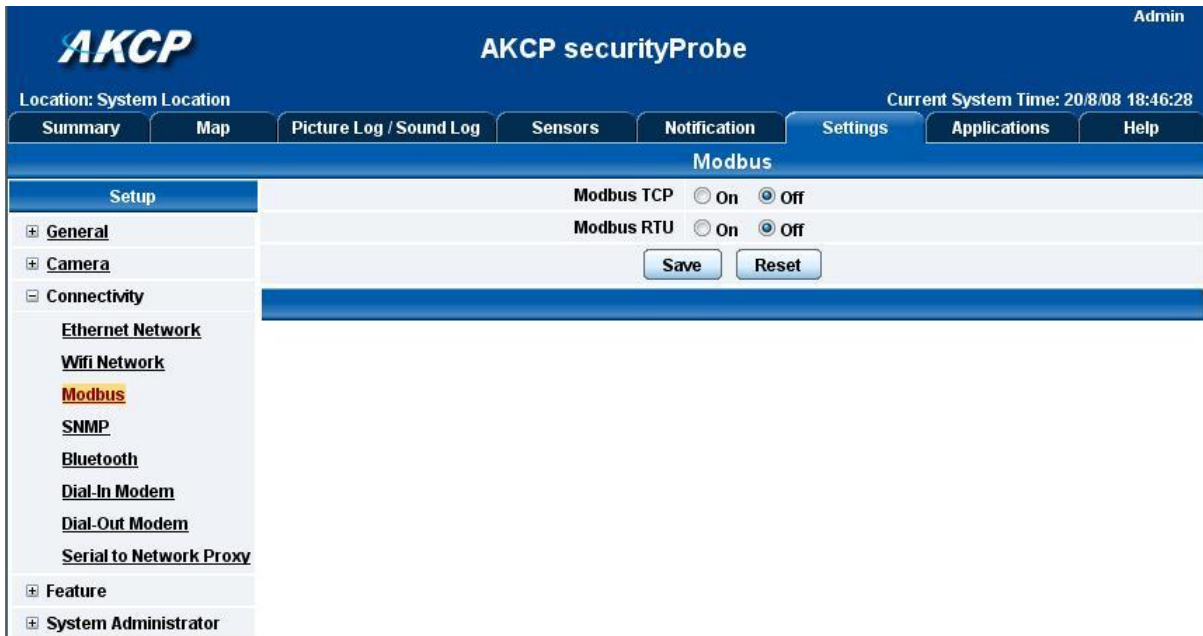 Admin
AKCP
AKCP securityProbe
Location: System Location
Current System Time: 20/8/08 18:46:28
Summary Map Picture Log / Sound Log Sensors Notification Settings Applications Help
Modbus
Setup
General
Camera
Connectivity
Ethernet Network
Wifi Network
Modbus
SNMP
Bluetooth
Dial-In Modem
Dial-Out Modem
Serial to Network Proxy
Feature
System Administrator
Modbus TCP On Off
Modbus RTU On Off
Save Reset